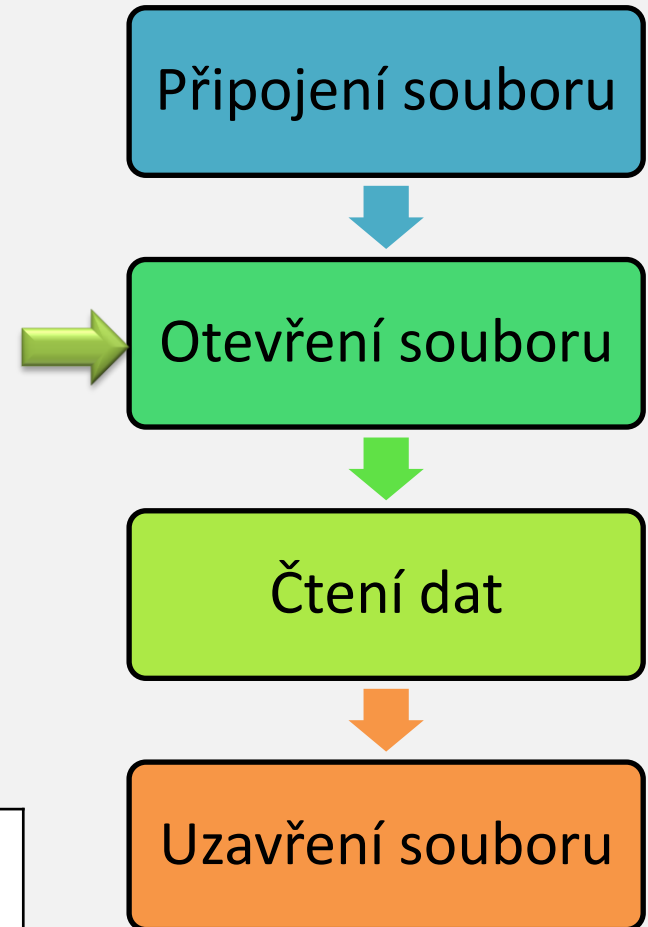 Připojení souboru
Otevření souboru
Čtení dat
Uzavření souboru